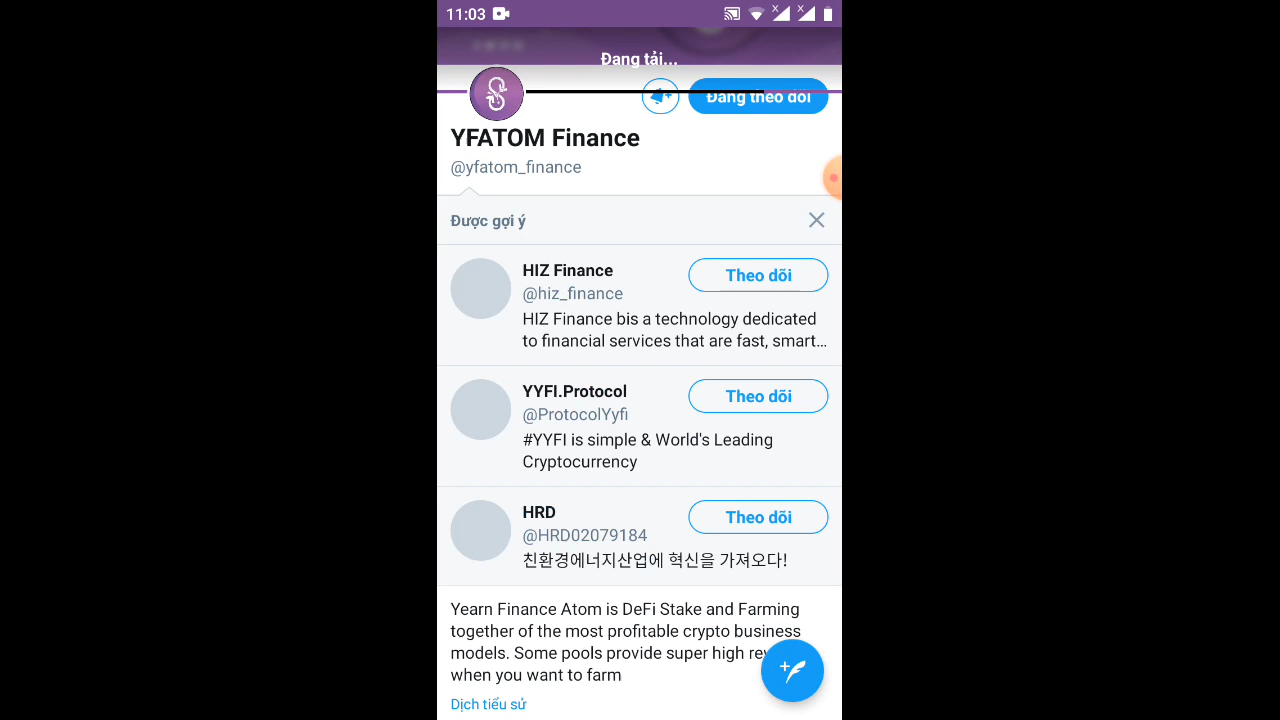 11:03
Đang tải...
Đang theo dõi
YFATOM Finance
@yfatom_finance
Được gợi ý
HIZ Finance
Theo dõi
@hiz_finance
HIZ Finance bis a technology dedicated
to financial services that are fast, smart…
YYFI.Protocol
Theo dõi
@ProtocolYyfi
#YYFI is simple & World's Leading
Cryptocurrency
HRD
Theo dõi
@HRD02079184
친환경에너지산업에 혁신을 가져오다!
Yearn Finance Atom is DeFi Stake and Farming
together of the most profitable crypto business
models. Some pools provide super high
when you want to farm
Dịch tiểu sử